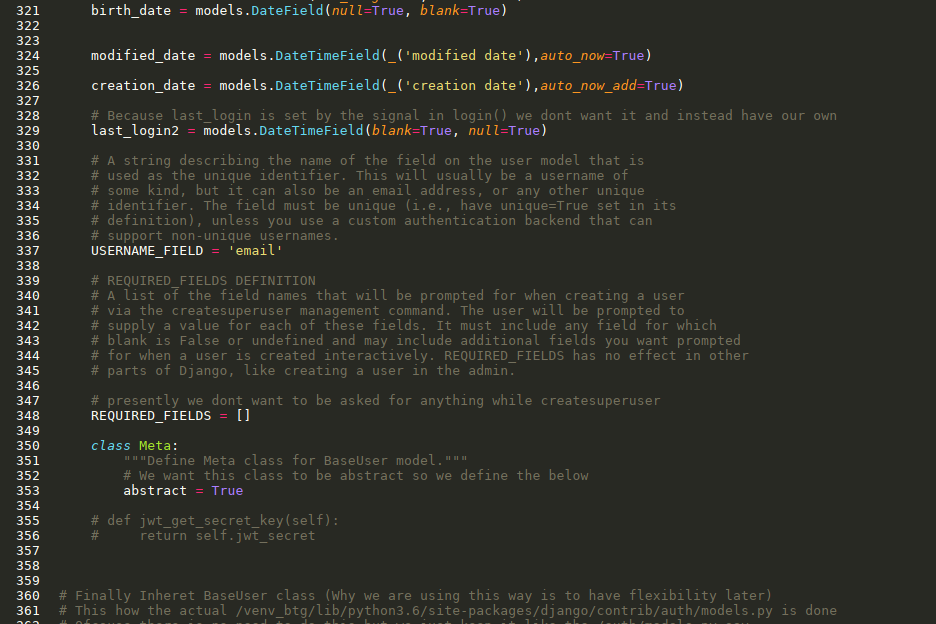 321 birth_date = models.DateField(null=True, blank=True)
322
323
324 modified_date = models.DateTimeField(_('modified date'),auto_now=True)
325
326 creation_date = models.DateTimeField(_('creation date'),auto_now_add=True)
327
328 # Because last_login is set by the signal in login() we dont want it and instead have our own
329 last_login2 = models.DateTimeField(blank=True, null=True)
330
331 # A string describing the name of the field on the user model that is
332 # used as the unique identifier. This will usually be a username of
333 # some kind, but it can also be an email address, or any other unique
334 # identifier. The field must be unique (i.e., have unique=True set in its
335 # definition), unless you use a custom authentication backend that can
336 # support non-unique usernames.
337 USERNAME_FIELD = 'email'
338
339 # REQUIRED_FIELDS DEFINITION
340 # A list of the field names that will be prompted for when creating a user
341 # via the createsuperuser management command. The user will be prompted to
342 # supply a value for each of these fields. It must include any field for which
343 # blank is False or undefined and may include additional fields you want prompted
344 # for when a user is created interactively. REQUIRED_FIELDS has no effect in other
345 # parts of Django, like creating a user in the admin.
346
347 # presently we dont want to be asked for anything while createsuperuser
348 REQUIRED_FIELDS = []
349
350 class Meta:
351 """Define Meta class for BaseUser model."""
352 # We want this class to be abstract so we define the below
353 abstract = True
354
355 # def jwt_get_secret_key(self):
356 #     return self.jwt_secret
357
358
359
360 # Finally Inheret BaseUser class (Why we are using this way is to have flexibility later)
361 # This how the actual /venv_btg/lib/python3.6/site-packages/django/contrib/auth/models.py is done